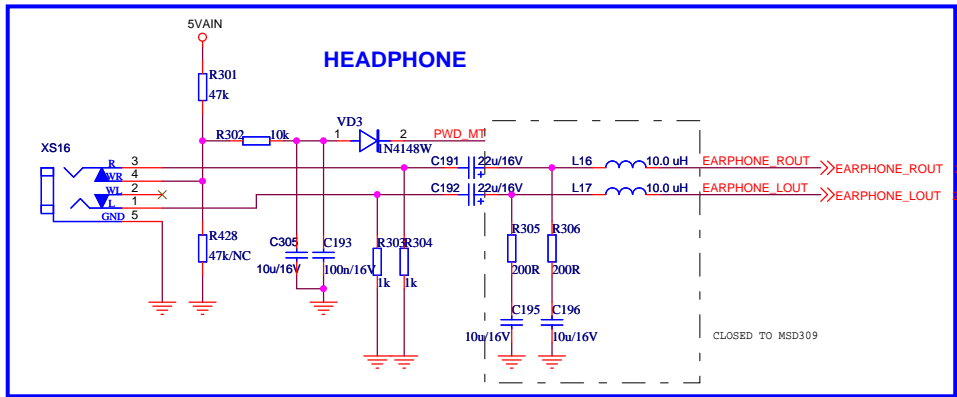 5VAIN
HEADPHONE
R301
47k
R302
10k
VD3
1
2
PWD_MT
1N4148W
XS16
R
3
WR
4
WL
2
L
1
GND
5
C191
22u/16V
L16
10.0 uH
EARPHONE_ROUT
EARPHONE_ROUT
C192
22u/16V
L17
10.0 uH
EARPHONE_LOUT
EARPHONE_LOUT
R428
47k/NC
C305
10u/16V
C193
100n/16V
R303
1k
R304
1k
R305
200R
R306
200R
C195
10u/16V
C196
10u/16V
CLOSED TO MSD309